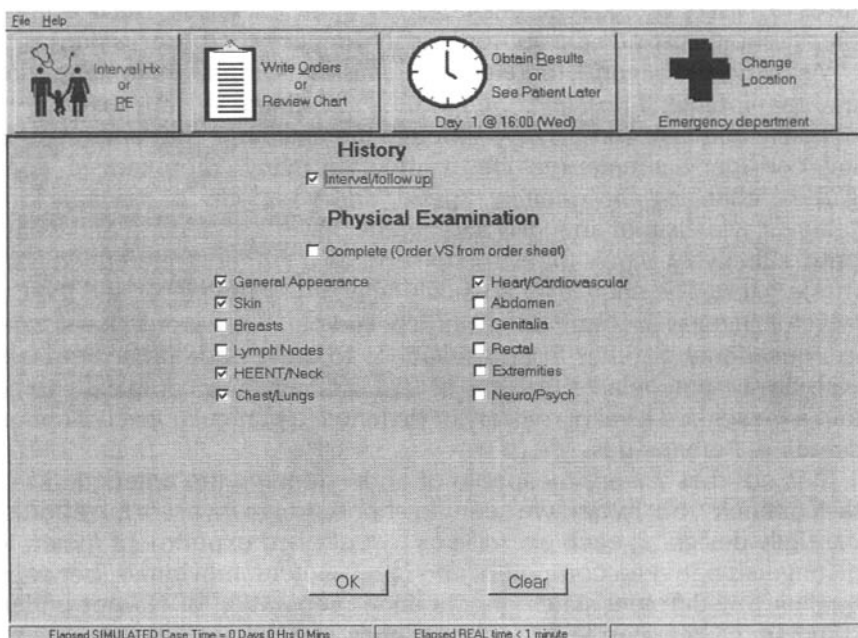 File Help
Interval Hx
or
PE
Write Orders
or
Review Chart
Obtain Results
or
See Patient Later
Day 1 @ 16:00 (Wed)
Change
Location
Emergency department
History
Interval/follow up
Physical Examination
Complete (Order VS from order sheet)
General Appearance
Skin
Breasts
Lymph Nodes
HEENT/Neck
Chest/Lungs
Heart/Cardiovascular
Abdomen
Genitalia
Rectal
Extremities
Neuro/Psych
OK
Clear
Elapsed SIMULATED Case Time = 0 Days 0 Hrs 0 Mins
Elapsed REAL time < 1 minute